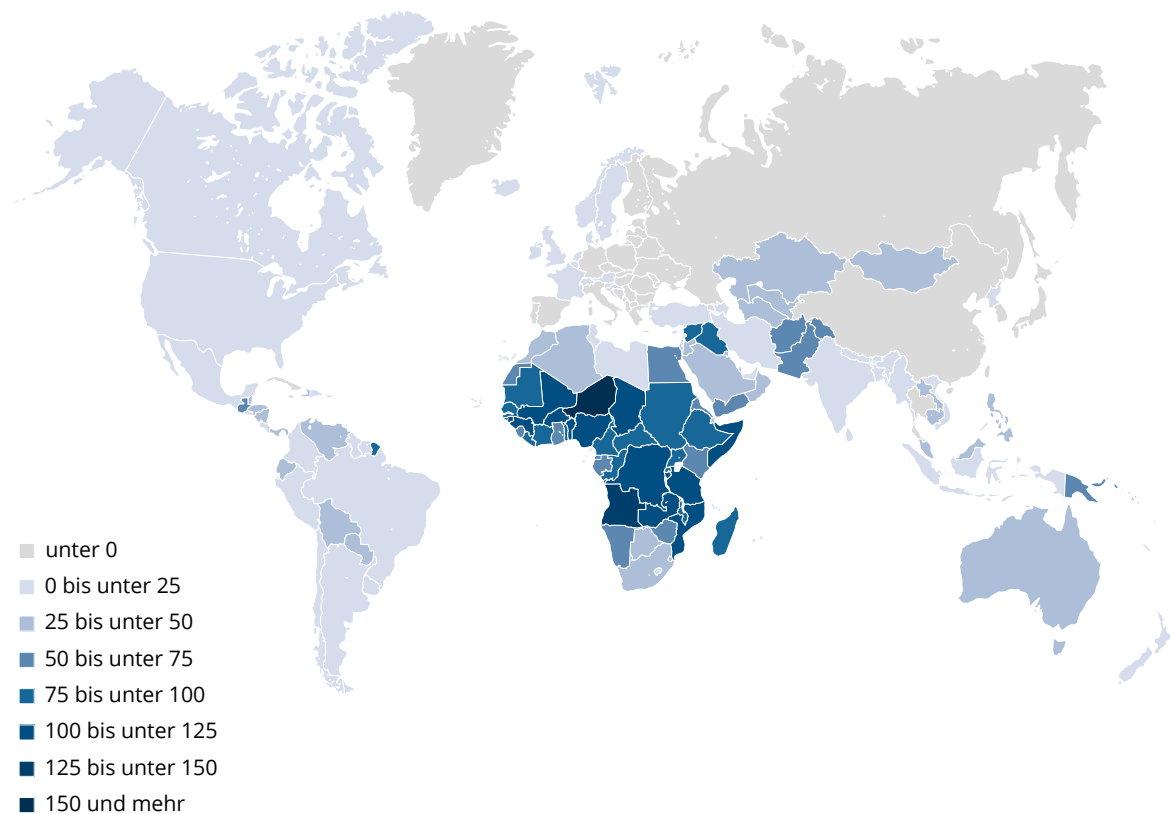 unter 0
0 bis unter 25
25 bis unter 50
50 bis unter 75
75 bis unter 100
100 bis unter 125
125 bis unter 150
150 und mehr